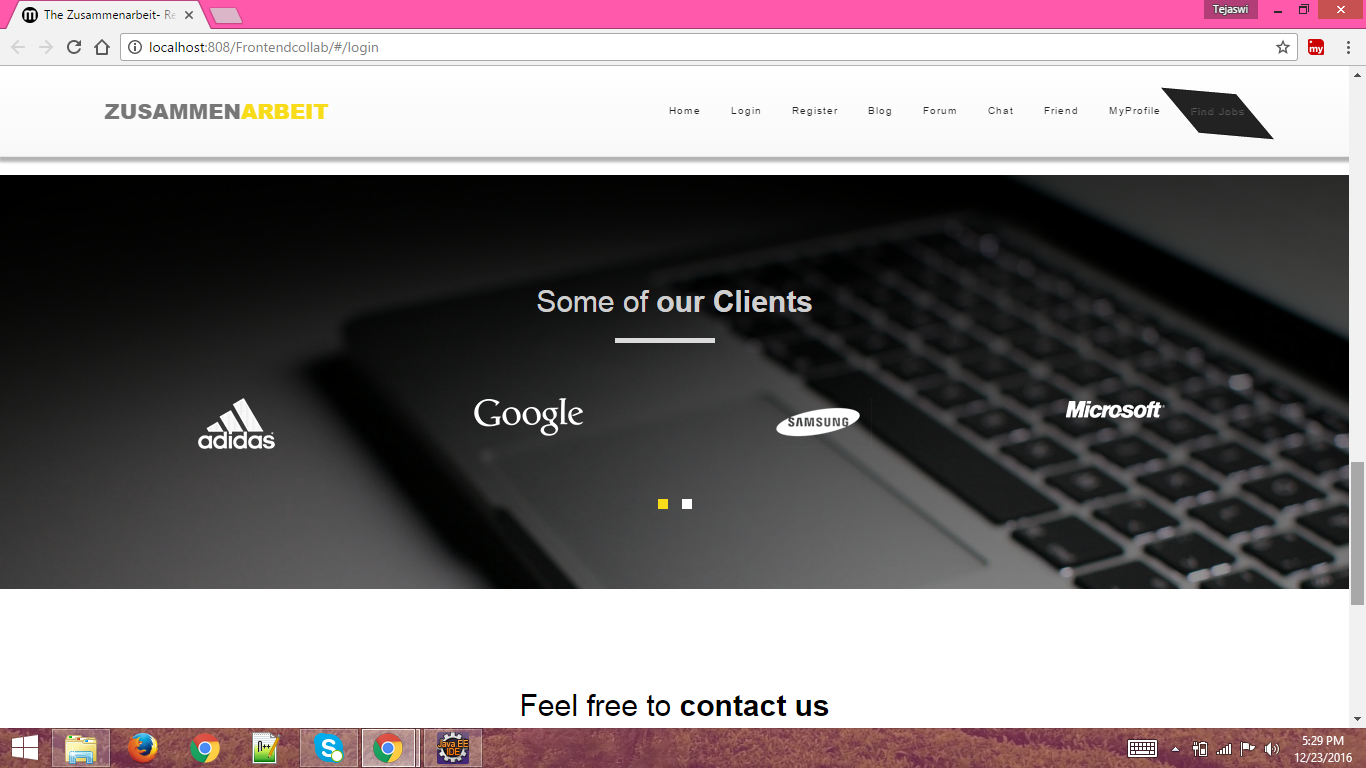 The Zusammenarbeit- Re
Tejaswi
localhost:808/Frontendcollab/#/login
my
ZUSAMMENARBEIT
Home Login Register Blog Forum Chat Friend MyProfile Find Jobs
Some of our Clients
adidas
Google
SAMSUNG
Microsoft
Feel free to contact us
Java EE
IDE
5:29 PM
12/23/2016